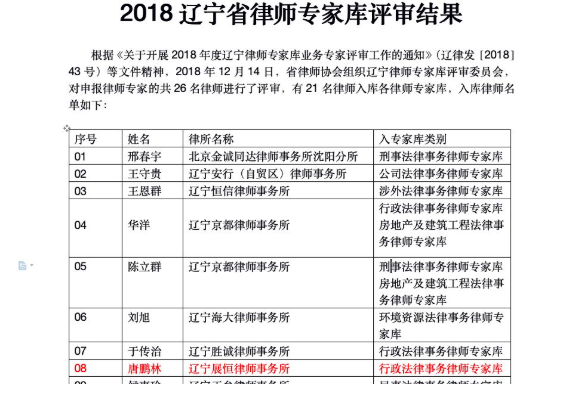 2018 辽宁省律师专家库评审结果
根据《关于开展 2018 年度辽宁律师专家库业务专家评审工作的通知》（辽律发［2018］
43 号）等文件精神，2018 年 12 月 14 日，省律师协会组织辽宁律师专家库评审委员会，
对申报律师专家的共 26 名律师进行了评审，有 21 名律师入库各律师专家库，入库律师名
单如下：
序号 姓名 律所名称 入专家库类别
01 邢春宇 北京金诚同达律师事务所沈阳分所 刑事法律事务律师专家库
02 王守贵 辽宁安行（自贸区）律师事务所 公司法律事务律师专家库
03 王恩群 辽宁恒信律师事务所 涉外法律事务律师专家库
04 华洋 辽宁京都律师事务所 行政法律事务律师专家库
房地产及建筑工程法律事
务律师专家库
05 陈立群 辽宁京都律师事务所 刑事法律事务律师专家库
房地产及建筑工程法律事
务律师专家库
06 刘旭 辽宁海大律师事务所 环境资源法律事务律师专
家库
07 于传治 辽宁胜诚律师事务所 行政法律事务律师专家库
08 唐鹏林 辽宁展恒律师事务所 行政法律事务律师专家库